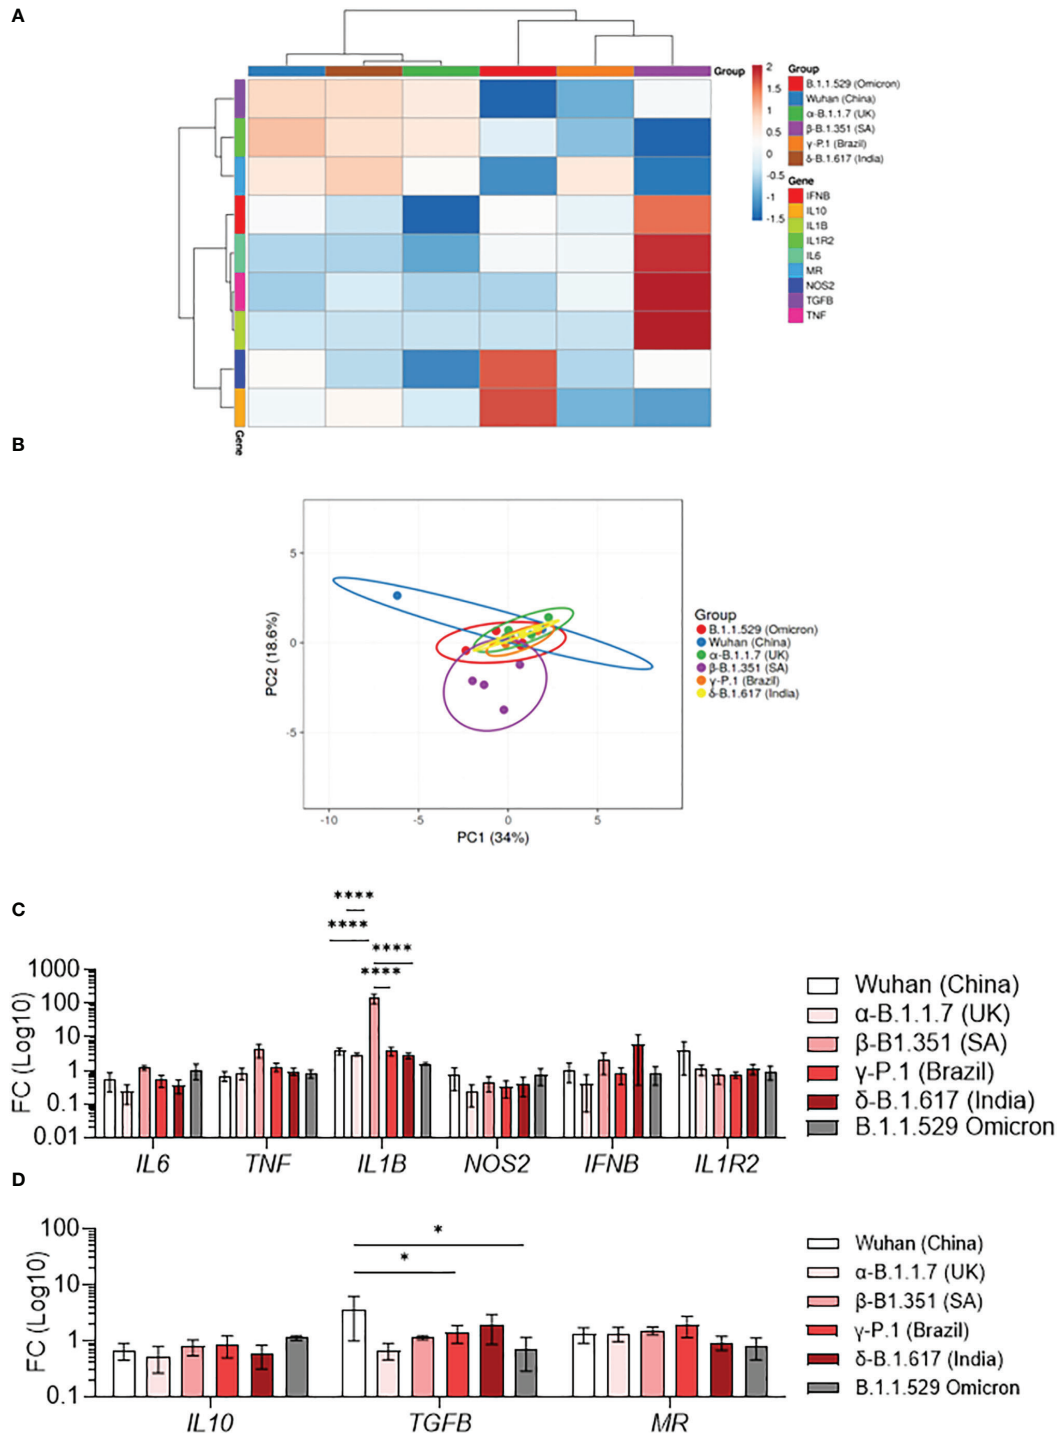 A
Group
2
1.5
1
0.5
0
-0.5
-1
-1.5
Group
B.1.1.529 (Omicron)
Wuhan (China)
α-B.1.1.7 (UK)
β-B.1.351 (SA)
γ-P.1 (Brazil)
δ-B.1.617 (India)
Gene
IFNB
IL10
IL1B
IL1R2
IL6
MR
NOS2
TGFB
TNF
Gene
B
5
0
-5
PC2 (18.6%)
-10
-5
0
5
PC1 (34%)
Group
B.1.1.529 (Omicron)
Wuhan (China)
α-B.1.1.7 (UK)
β-B.1.351 (SA)
γ-P.1 (Brazil)
δ-B.1.617 (India)
C
****
****
****
****
1000
100
10
1
0.1
0.01
FC (Log10)
IL6
TNF
IL1B
NOS2
IFNB
IL1R2
Wuhan (China)
α-B.1.1.7 (UK)
β-B1.351 (SA)
γ-P.1 (Brazil)
δ-B.1.617 (India)
B.1.1.529 Omicron
D
*
*
100
10
1
0.1
FC (Log10)
IL10
TGFB
MR
Wuhan (China)
α-B.1.1.7 (UK)
β-B1.351 (SA)
γ-P.1 (Brazil)
δ-B.1.617 (India)
B.1.1.529 Omicron